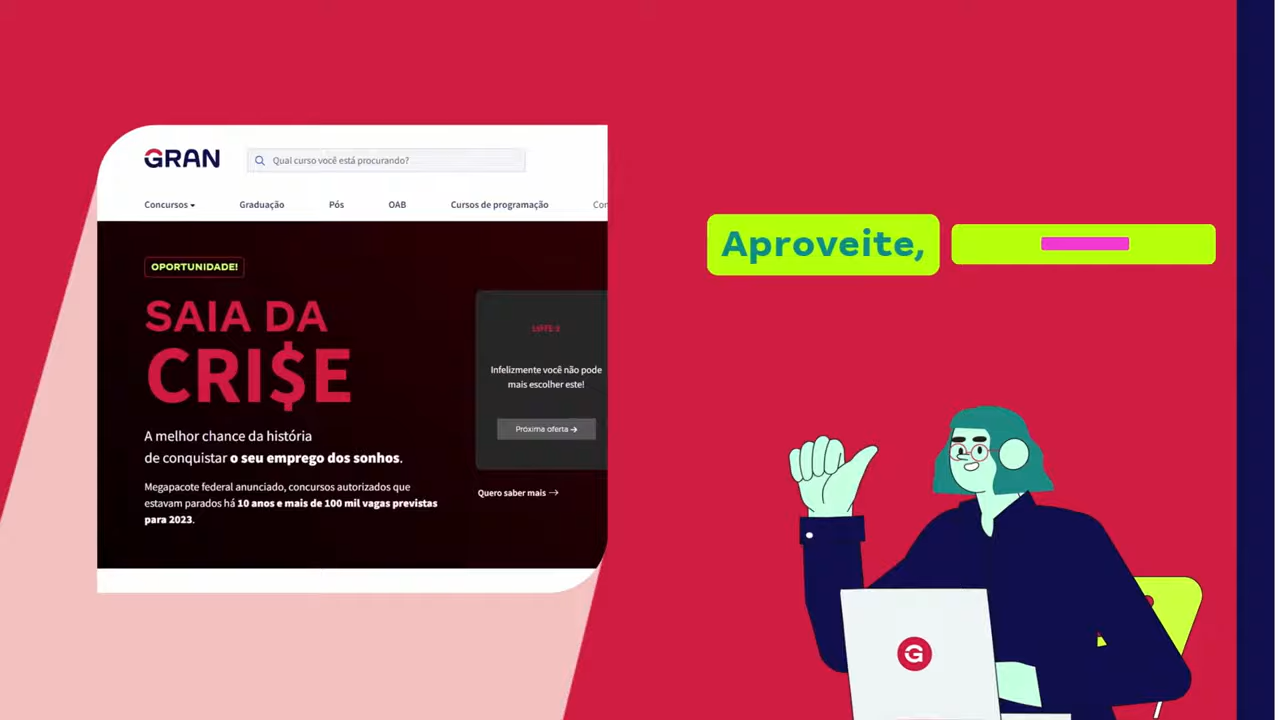 GRAN
Qual curso você está procurando?
Concursos
Graduação
Pós
OAB
Cursos de programação
OPORTUNIDADE!
SAIA DA
CRI$E
A melhor chance da história
de conquistar o seu emprego dos sonhos.
Megapacote federal anunciado, concursos autorizados que
estavam parados há 10 anos e mais de 100 mil vagas previstas
para 2023.
Infelizmente você não pode
mais escolher este!
Próxima oferta →
Quero saber mais →
Aproveite,
G